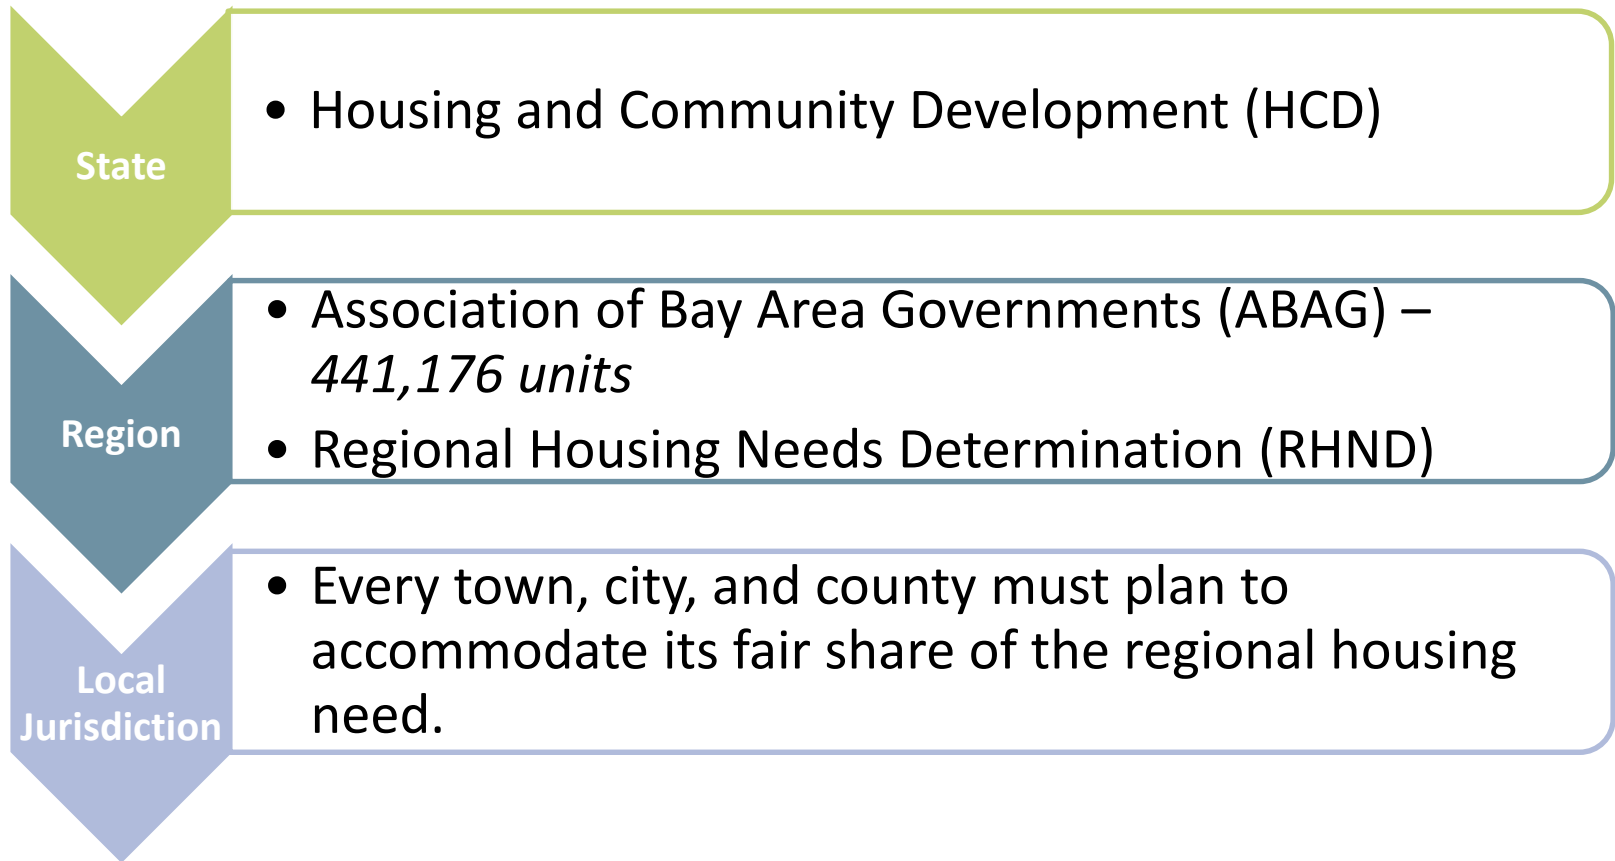 State
• Housing and Community Development (HCD)
Region
• Association of Bay Area Governments (ABAG) –
441,176 units
• Regional Housing Needs Determination (RHND)
Local
Jurisdiction
• Every town, city, and county must plan to
accommodate its fair share of the regional housing
need.